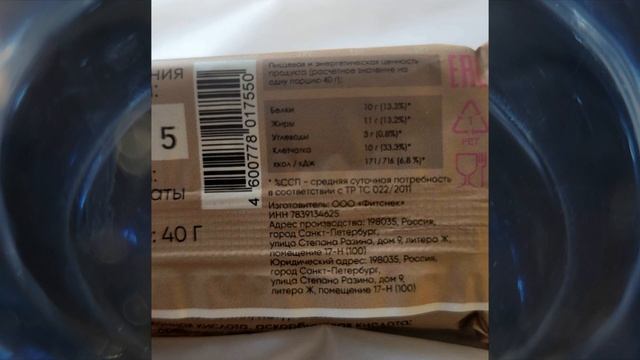 ния
:
5
:
аты
: 40 Г
4 600778 017550
Пищевая и энергетическая ценность
продукта (расчетное значение на
одну порцию 40 г):
Белки 10 г (13.3%)*
Жиры 11 г (13.2%)*
Углеводы 3 г (0.8%)*
Клетчатка 10 г (33.3%)*
ккал / кДж 171 / 716 (6.8 %)*
* %ССП – средняя суточная потребность
в соответствии с ТР ТС 022/2011
Изготовитель: ООО «Фитснек»
ИНН 7839134625
Адрес производства: 198035, Россия,
город Санкт-Петербург,
улица Степана Разина, дом 9, литера Ж,
помещение 17-Н (100)
Юридический адрес: 198035, Россия,
город Санкт-Петербург,
улица Степана Разина, дом 9,
литера Ж, помещение 17-Н (100)
EAC
1
PET
кислота, аскорбиновая кислота;